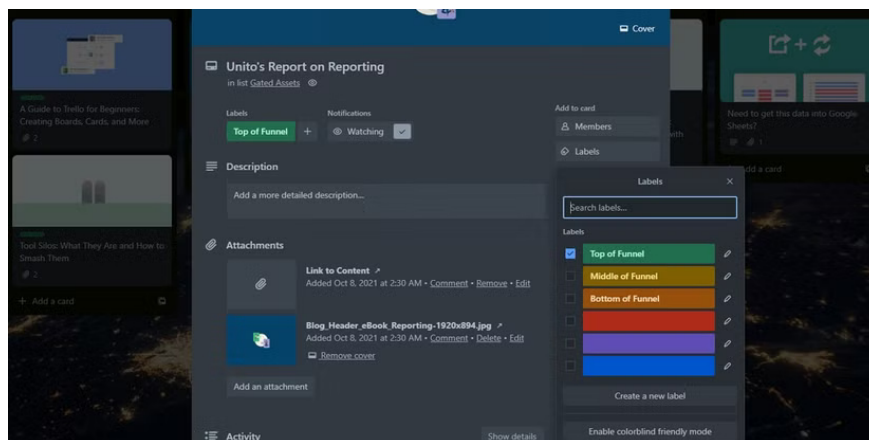 Cover
Unito's Report on Reporting
in list Gated Assets
Labels
Notifications
Top of Funnel
+
Watching
Add to card
Members
Labels
Description
Add a more detailed description...
Attachments
Link to Content ↗
Added Oct 8, 2021 at 2:30 AM • Comment • Remove • Edit
Blog_Header_eBook_Reporting-1920x894.jpg ↗
Added Oct 8, 2021 at 2:30 AM • Comment • Delete • Edit
Remove cover
Add an attachment
Activity
Show details
Labels
Search labels...
Labels
Top of Funnel
Middle of Funnel
Bottom of Funnel
Create a new label
Enable colorblind friendly mode
A Guide to Trello for Beginners:
Creating Boards, Cards, and More
2
Tool Silos: What They Are and How to
Smash Them
2
+ Add a card
Need to get this data into Google
Sheets?
1
with
dd a card